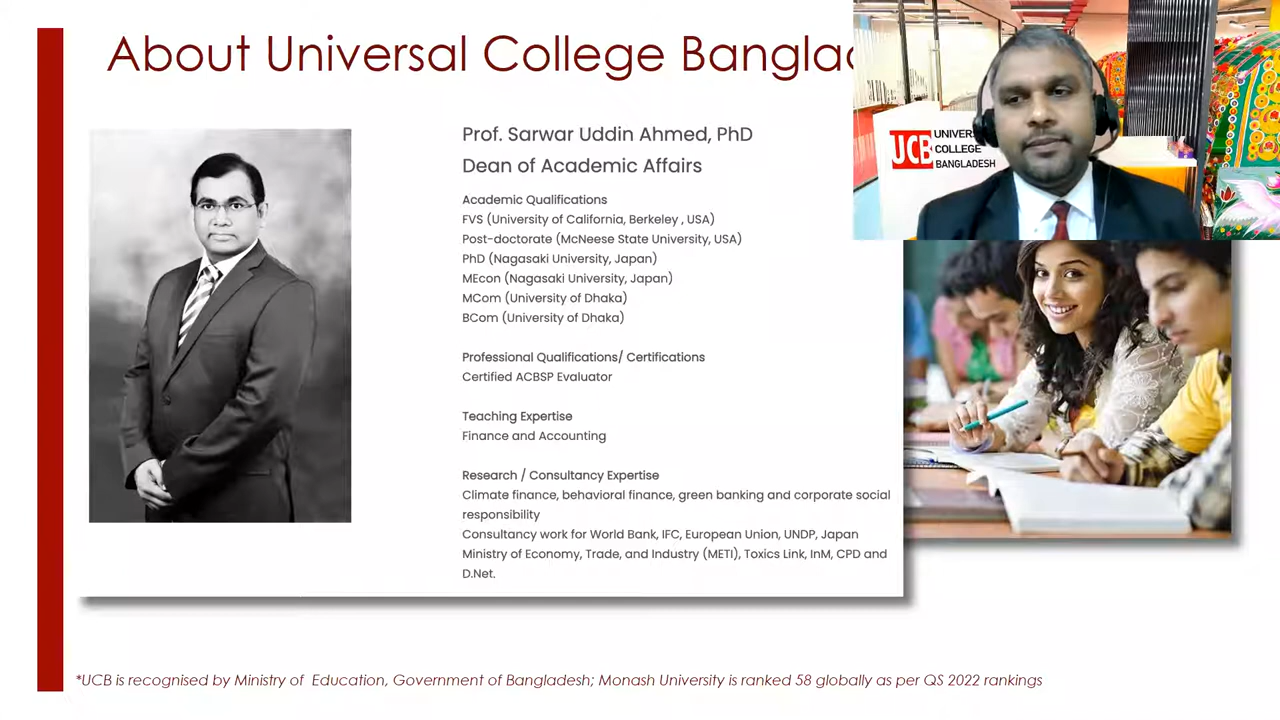 About Universal College
Prof. Sarwar Uddin Ahmed, PhD
Dean of Academic Affairs
Academic Qualifications
FVS (University of California, Berkeley , USA)
Post-doctorate (McNeese State University, USA)
PhD (Nagasaki University, Japan)
MEcon (Nagasaki University, Japan)
MCom (University of Dhaka)
BCom (University of Dhaka)
Professional Qualifications/ Certifications
Certified ACBSP Evaluator
Teaching Expertise
Finance and Accounting
Research / Consultancy Expertise
Climate finance, behavioral finance, green banking and corporate social
responsibility
Consultancy work for World Bank, IFC, European Union, UNDP, Japan
Ministry of Economy, Trade, and Industry (METI), Toxics Link, InM, CPD and
D.Net.
UCB
COLLEGE
BANGLADESH
*UCB is recognised by Ministry of Education, Government of Bangladesh; Monash University is ranked 58 globally as per QS 2022 rankings